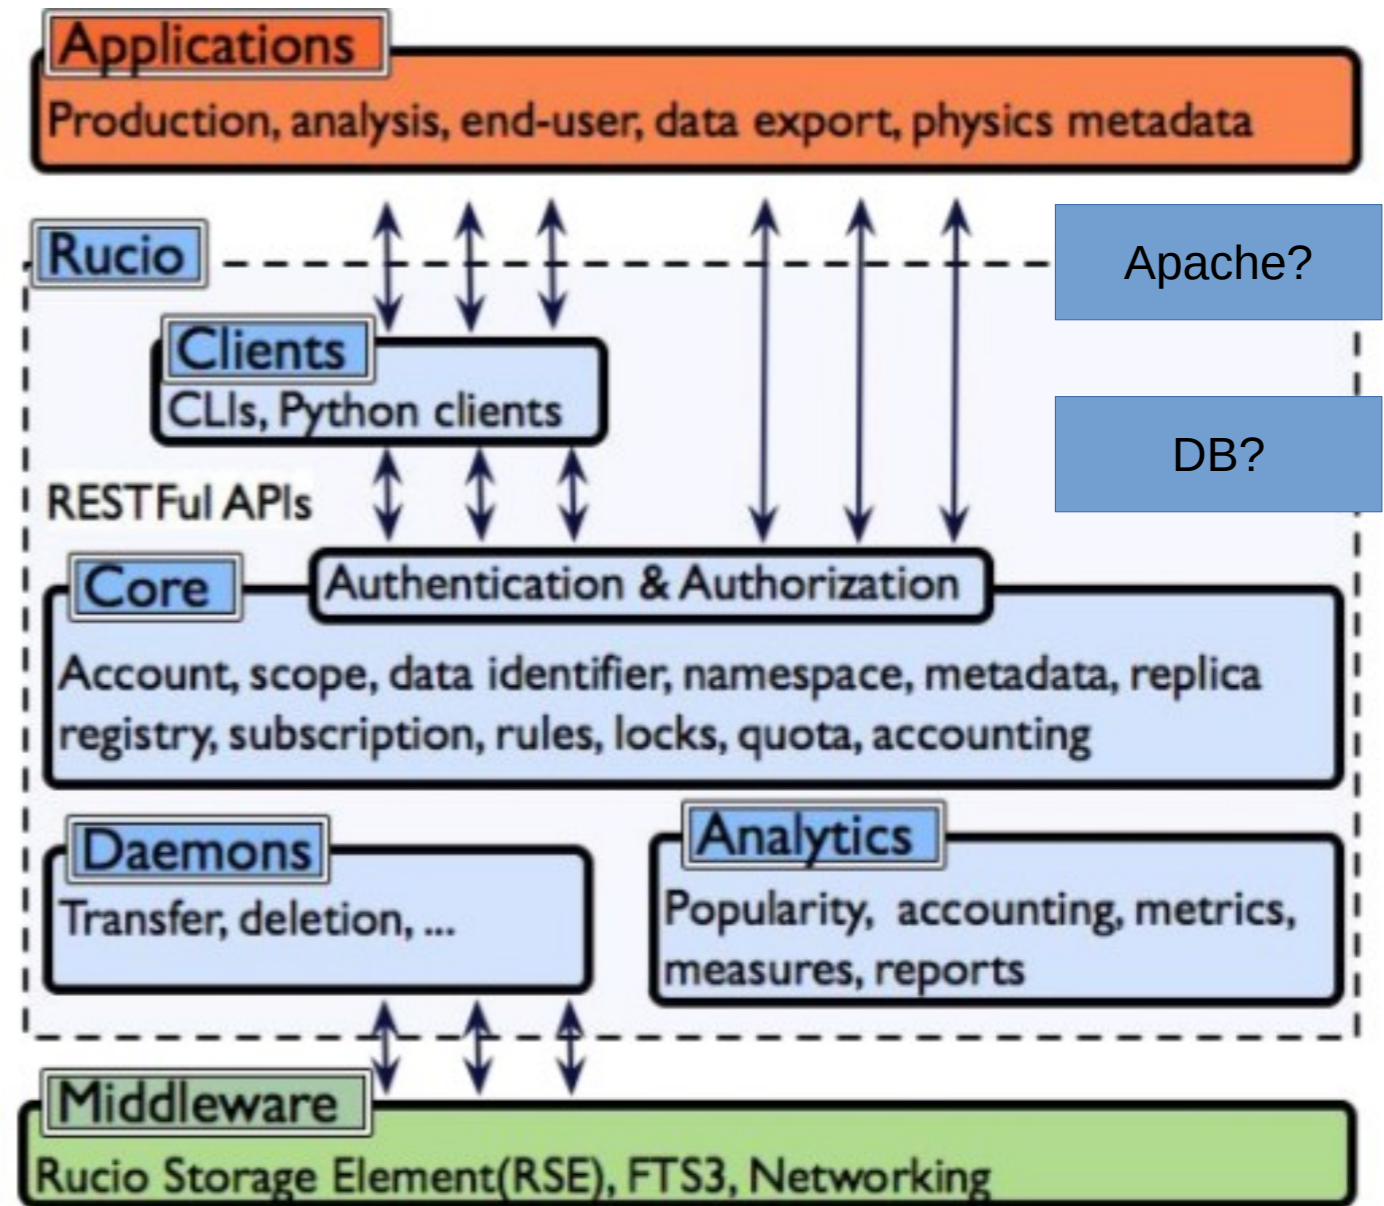 Applications
Production, analysis, end-user, data export, physics metadata
Rucio
Apache?
Clients
CLIs, Python clients
DB?
RESTFul APIs
Core
Authentication & Authorization
Account, scope, data identifier, namespace, metadata, replica
registry, subscription, rules, locks, quota, accounting
Daemons
Transfer, deletion, ...
Analytics
Popularity, accounting, metrics,
measures, reports
Middleware
Rucio Storage Element(RSE), FTS3, Networking